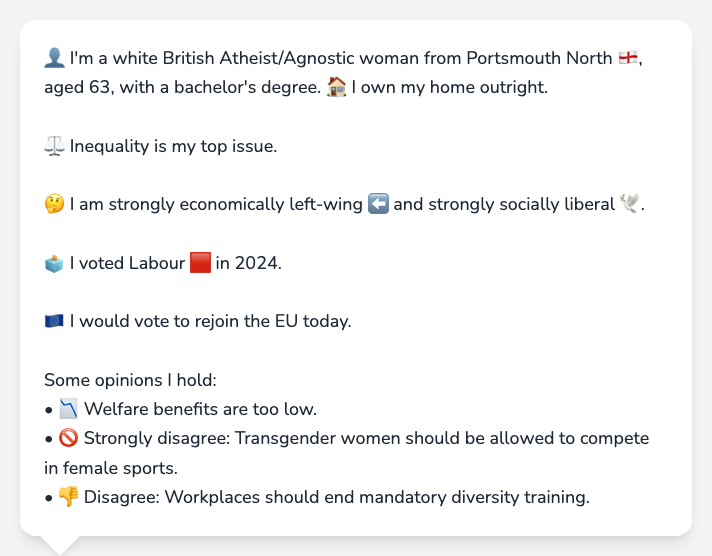 👤 I'm a white British Atheist/Agnostic woman from Portsmouth North 🏴󠁧󠁢󠁥󠁮󠁧󠁿,
aged 63, with a bachelor's degree. 🏠 I own my home outright.
⚖️ Inequality is my top issue.
🤔 I am strongly economically left-wing ⬅️ and strongly socially liberal 🕊️.
🗳️ I voted Labour 🟥 in 2024.
🇪🇺 I would vote to rejoin the EU today.
Some opinions I hold:
• 📉 Welfare benefits are too low.
• 🚫 Strongly disagree: Transgender women should be allowed to compete
in female sports.
• 👎 Disagree: Workplaces should end mandatory diversity training.